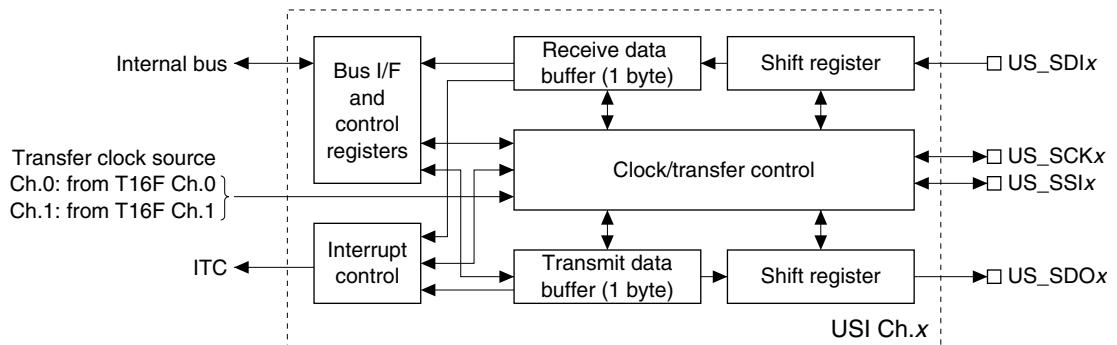 Internal bus
Bus I/F
and
control
registers
Receive data
buffer (1 byte)
Shift register
US_SDIx
Transfer clock source
Ch.0: from T16F Ch.0
Ch.1: from T16F Ch.1
Clock/transfer control
US_SCKx
US_SSIx
ITC
Interrupt
control
Transmit data
buffer (1 byte)
Shift register
US_SDOx
USI Ch.x